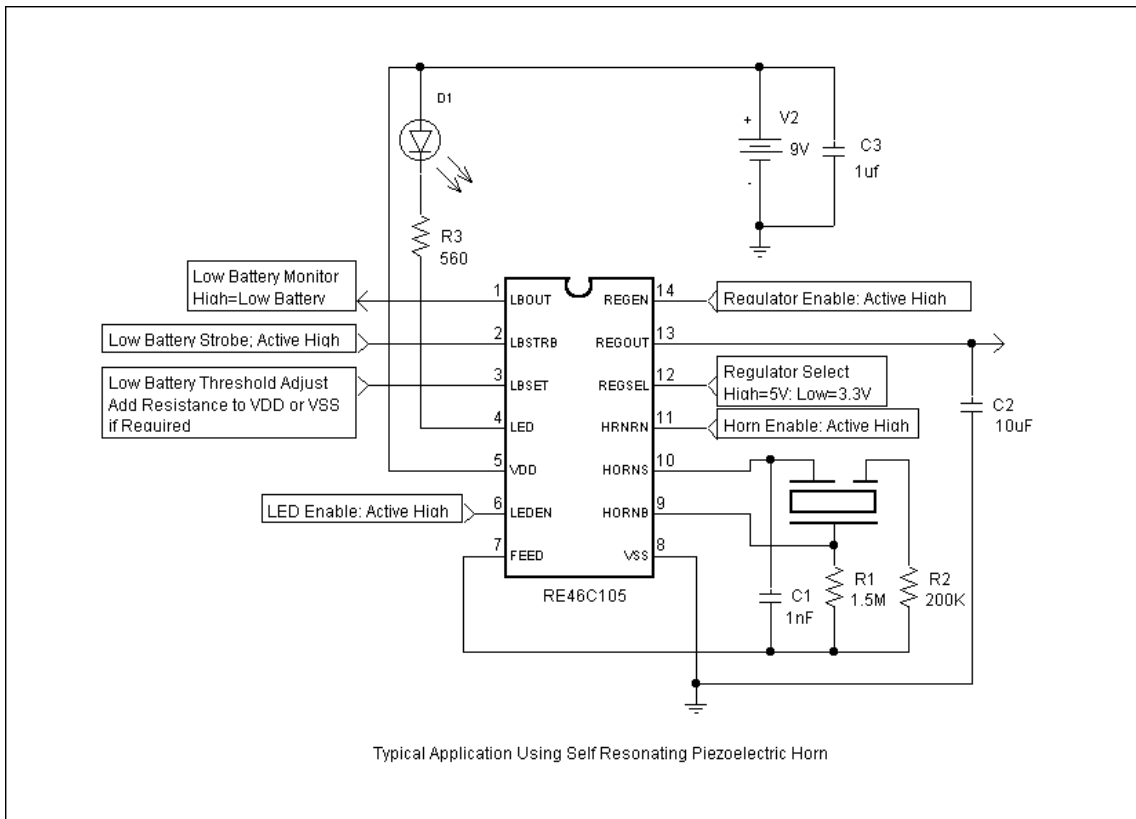 D1
+
V2
9V
-
C3
1uf
R3
560
Low Battery Monitor
High=Low Battery
1
LBOUT
REGEN
14
Regulator Enable: Active High
Low Battery Strobe; Active High
2
LBSTRB
REGOUT
13
Low Battery Threshold Adjust
Add Resistance to VDD or VSS
if Required
3
LBSET
REGSEL
12
Regulator Select
High=5V: Low=3.3V
C2
10uF
4
LED
HRNRN
11
Horn Enable: Active High
5
VDD
HORNS
10
LED Enable: Active High
6
LEDEN
HORNB
9
7
FEED
VSS
8
RE46C105
C1
1nF
R1
1.5M
R2
200K
Typical Application Using Self Resonating Piezoelectric Horn